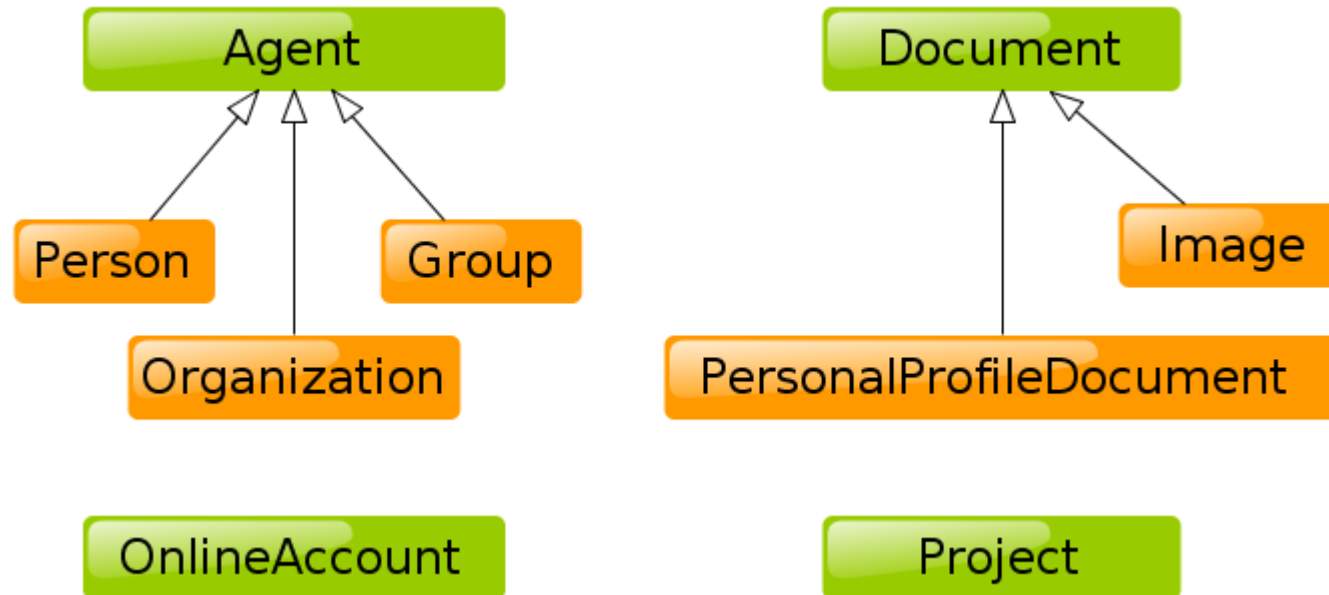 Agent
Document
Person
Group
Image
Organization
PersonalProfileDocument
OnlineAccount
Project